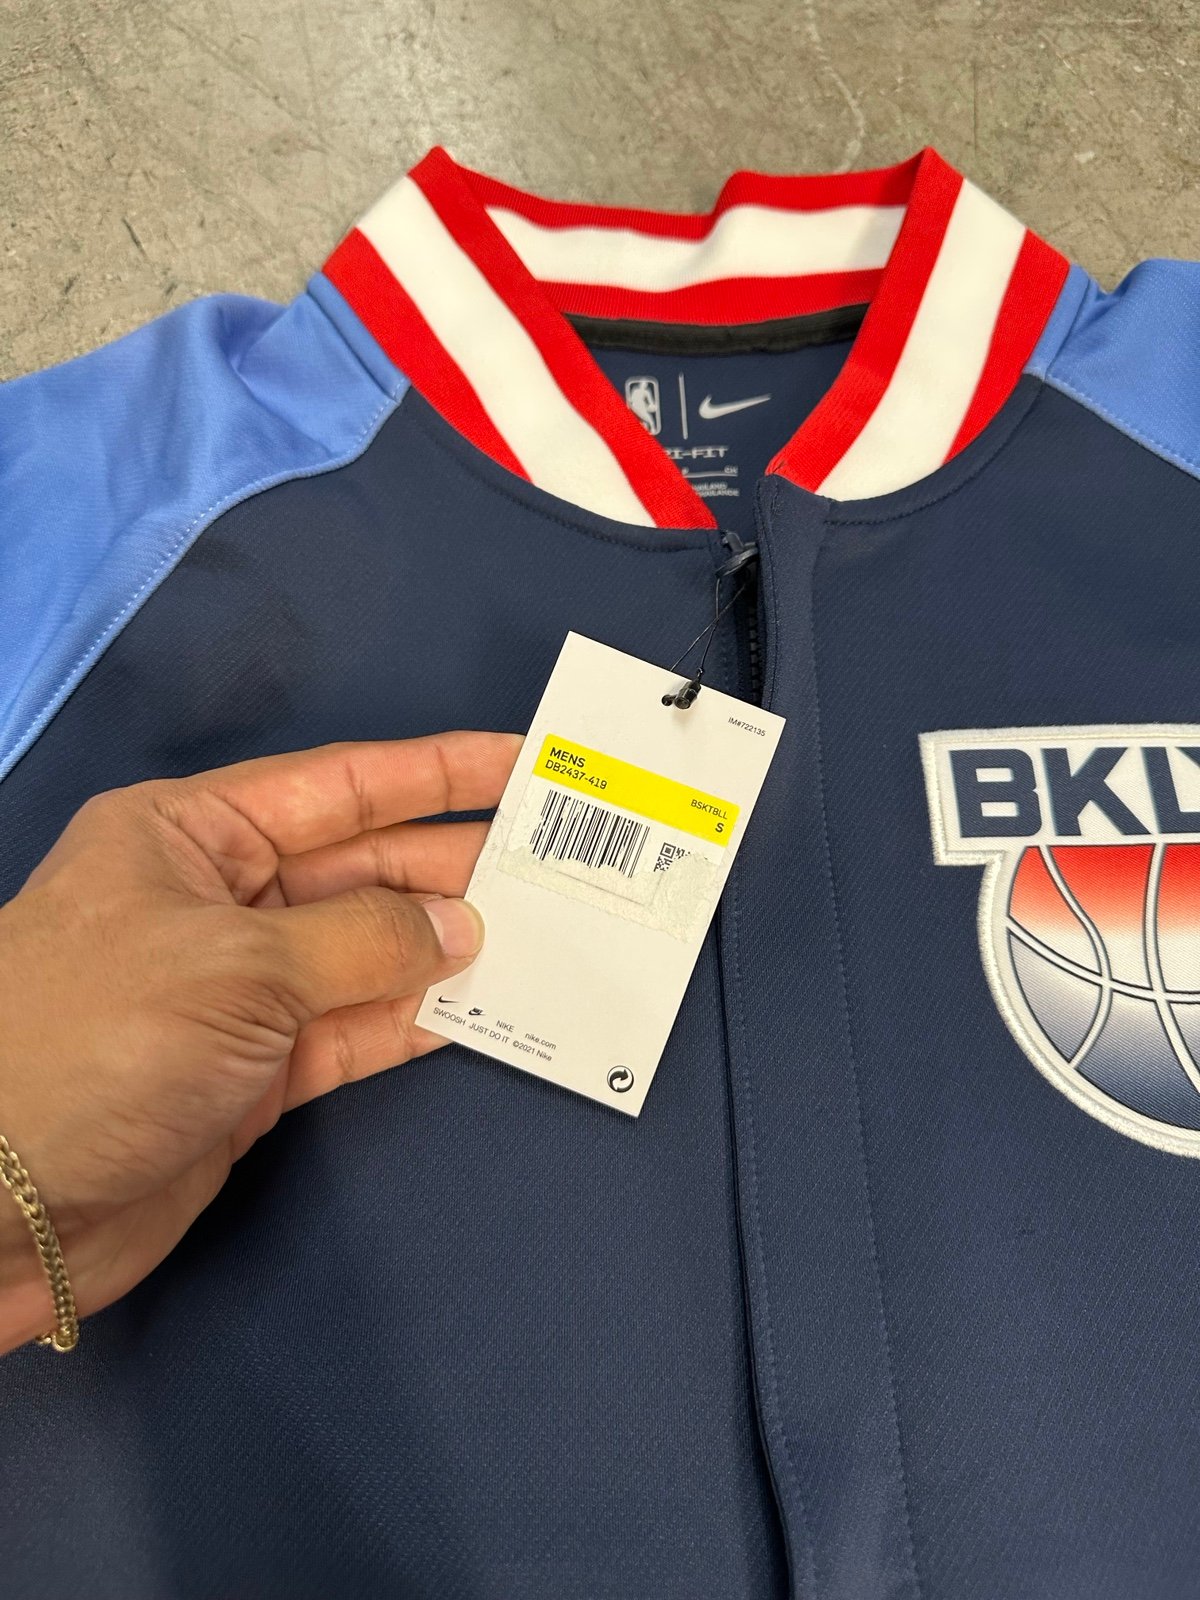 IM#722135
MENS
DB2437-419
BSKTBLL
S
SWOOSH JUST DO IT NIKE nike.com
©2021 Nike
BKL